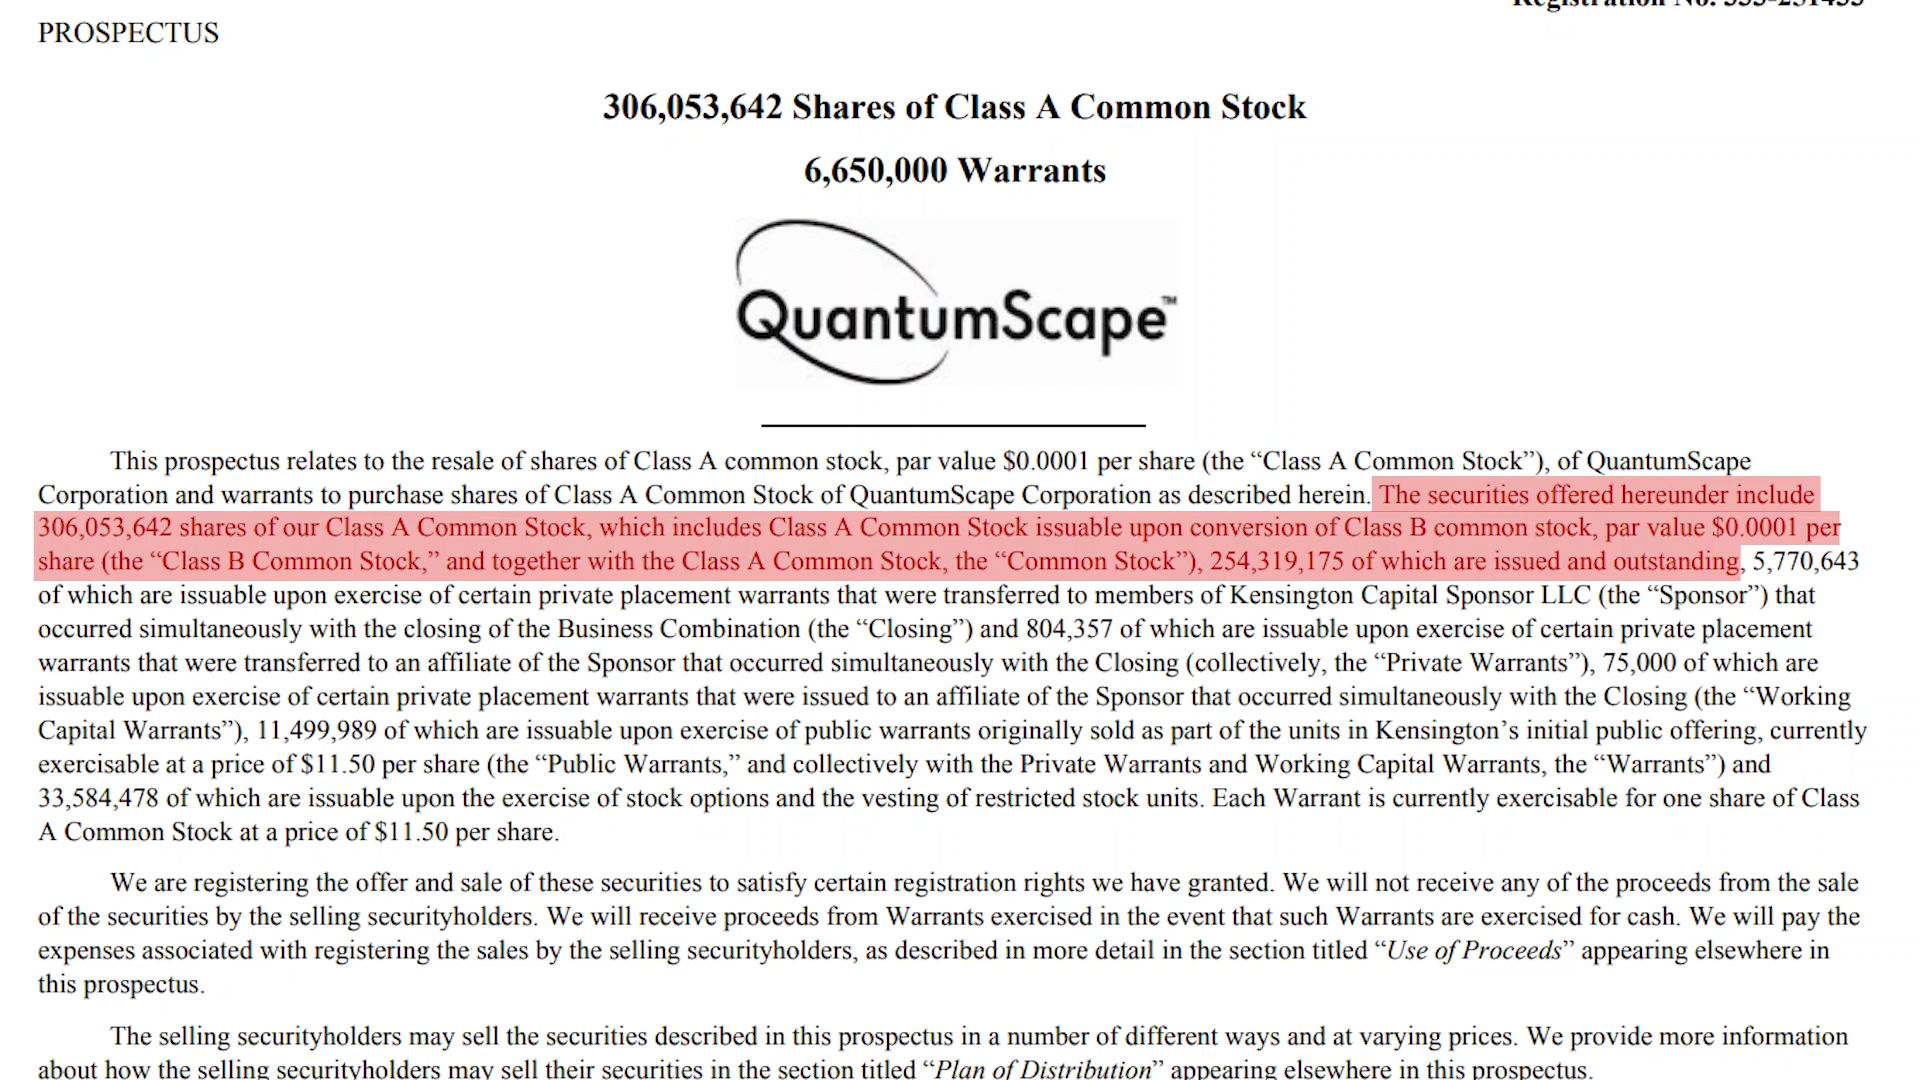 PROSPECTUS
306,053,642 Shares of Class A Common Stock
6,650,000 Warrants
QuantumScape™
This prospectus relates to the resale of shares of Class A common stock, par value $0.0001 per share (the “Class A Common Stock”), of QuantumScape
Corporation and warrants to purchase shares of Class A Common Stock of QuantumScape Corporation as described herein. The securities offered hereunder include
306,053,642 shares of our Class A Common Stock, which includes Class A Common Stock issuable upon conversion of Class B common stock, par value $0.0001 per
share (the “Class B Common Stock,” and together with the Class A Common Stock, the “Common Stock”), 254,319,175 of which are issued and outstanding, 5,770,643
of which are issuable upon exercise of certain private placement warrants that were transferred to members of Kensington Capital Sponsor LLC (the “Sponsor”) that
occurred simultaneously with the closing of the Business Combination (the “Closing”) and 804,357 of which are issuable upon exercise of certain private placement
warrants that were transferred to an affiliate of the Sponsor that occurred simultaneously with the Closing (collectively, the “Private Warrants”), 75,000 of which are
issuable upon exercise of certain private placement warrants that were issued to an affiliate of the Sponsor that occurred simultaneously with the Closing (the “Working
Capital Warrants”), 11,499,989 of which are issuable upon exercise of public warrants originally sold as part of the units in Kensington’s initial public offering, currently
exercisable at a price of $11.50 per share (the “Public Warrants,” and collectively with the Private Warrants and Working Capital Warrants, the “Warrants”) and
33,584,478 of which are issuable upon the exercise of stock options and the vesting of restricted stock units. Each Warrant is currently exercisable for one share of Class
A Common Stock at a price of $11.50 per share.
We are registering the offer and sale of these securities to satisfy certain registration rights we have granted. We will not receive any of the proceeds from the sale
of the securities by the selling securityholders. We will receive proceeds from Warrants exercised in the event that such Warrants are exercised for cash. We will pay the
expenses associated with registering the sales by the selling securityholders, as described in more detail in the section titled “Use of Proceeds” appearing elsewhere in
this prospectus.
The selling securityholders may sell the securities described in this prospectus in a number of different ways and at varying prices. We provide more information
about how the selling securityholders may sell their securities in the section titled “Plan of Distribution” appearing elsewhere in this prospectus.